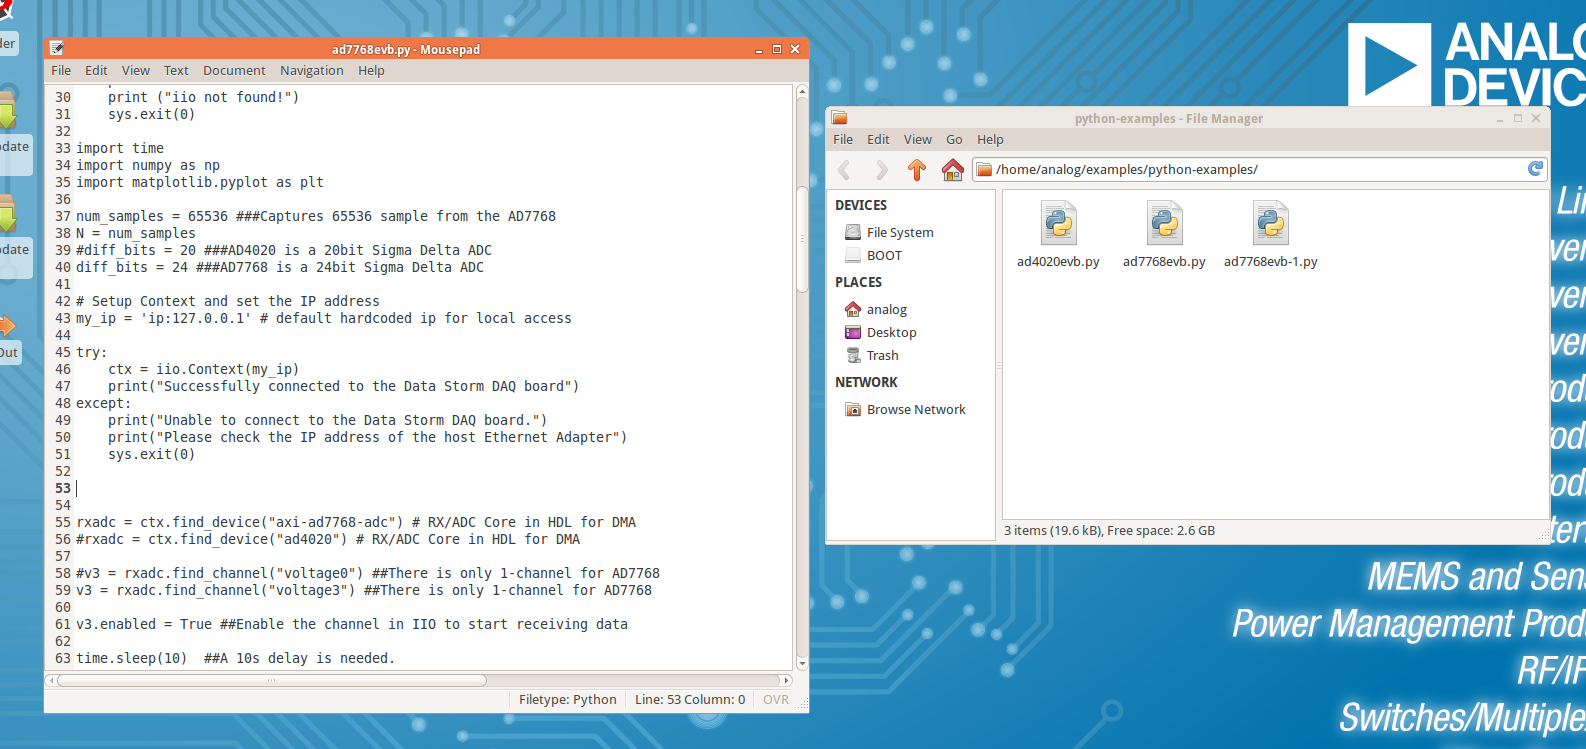 der
date
date
Out
ad7768evb.py - Mousepad
File Edit View Text Document Navigation Help
30     print ("iio not found!")
31     sys.exit(0)
32
33 import time
34 import numpy as np
35 import matplotlib.pyplot as plt
36
37 num_samples = 65536 ###Captures 65536 sample from the AD7768
38 N = num_samples
39 #diff_bits = 20 ###AD4020 is a 20bit Sigma Delta ADC
40 diff_bits = 24 ###AD7768 is a 24bit Sigma Delta ADC
41
42 # Setup Context and set the IP address
43 my_ip = 'ip:127.0.0.1' # default hardcoded ip for local access
44
45 try:
46     ctx = iio.Context(my_ip)
47     print("Successfully connected to the Data Storm DAQ board")
48 except:
49     print("Unable to connect to the Data Storm DAQ board.")
50     print("Please check the IP address of the host Ethernet Adapter")
51     sys.exit(0)
52
53
54
55 rxadc = ctx.find_device("axi-ad7768-adc") # RX/ADC Core in HDL for DMA
56 #rxadc = ctx.find_device("ad4020") # RX/ADC Core in HDL for DMA
57
58 #v3 = rxadc.find_channel("voltage0") ##There is only 1-channel for AD7768
59 v3 = rxadc.find_channel("voltage3") ##There is only 1-channel for AD7768
60
61 v3.enabled = True ##Enable the channel in IIO to start receiving data
62
63 time.sleep(10)  ##A 10s delay is needed.
Filetype: Python Line: 53 Column: 0 OVR
ANALO
DEVIC
python-examples - File Manager
File Edit View Go Help
/home/analog/examples/python-examples/
DEVICES
File System
BOOT
PLACES
analog
Desktop
Trash
NETWORK
Browse Network
ad4020evb.py ad7768evb.py ad7768evb-1.py
3 items (19.6 kB), Free space: 2.6 GB
Lin
ver
ver
ver
odu
odu
odu
ten
MEMS and Sens
Power Management Produ
RF/IF
Switches/Multiplex